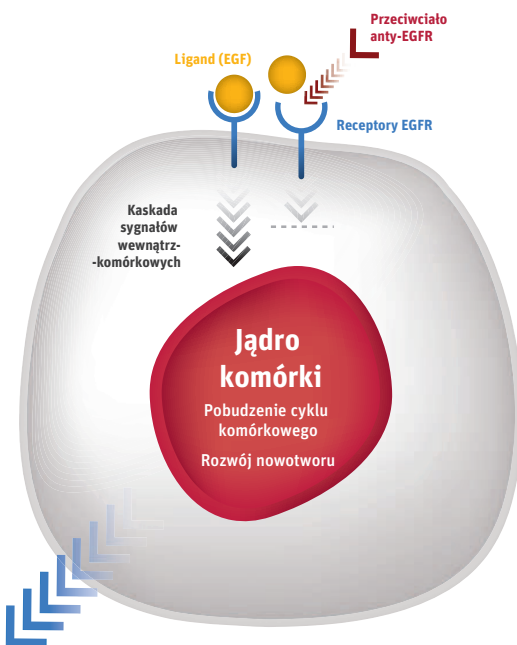 Przeciwciało
anty-EGFR
Ligand (EGF)
Receptory EGFR
Kaskada
sygnałów
wewnątrz-
-komórkowych
Jądro
komórki
Pobudzenie cyklu
komórkowego
Rozwój nowotworu